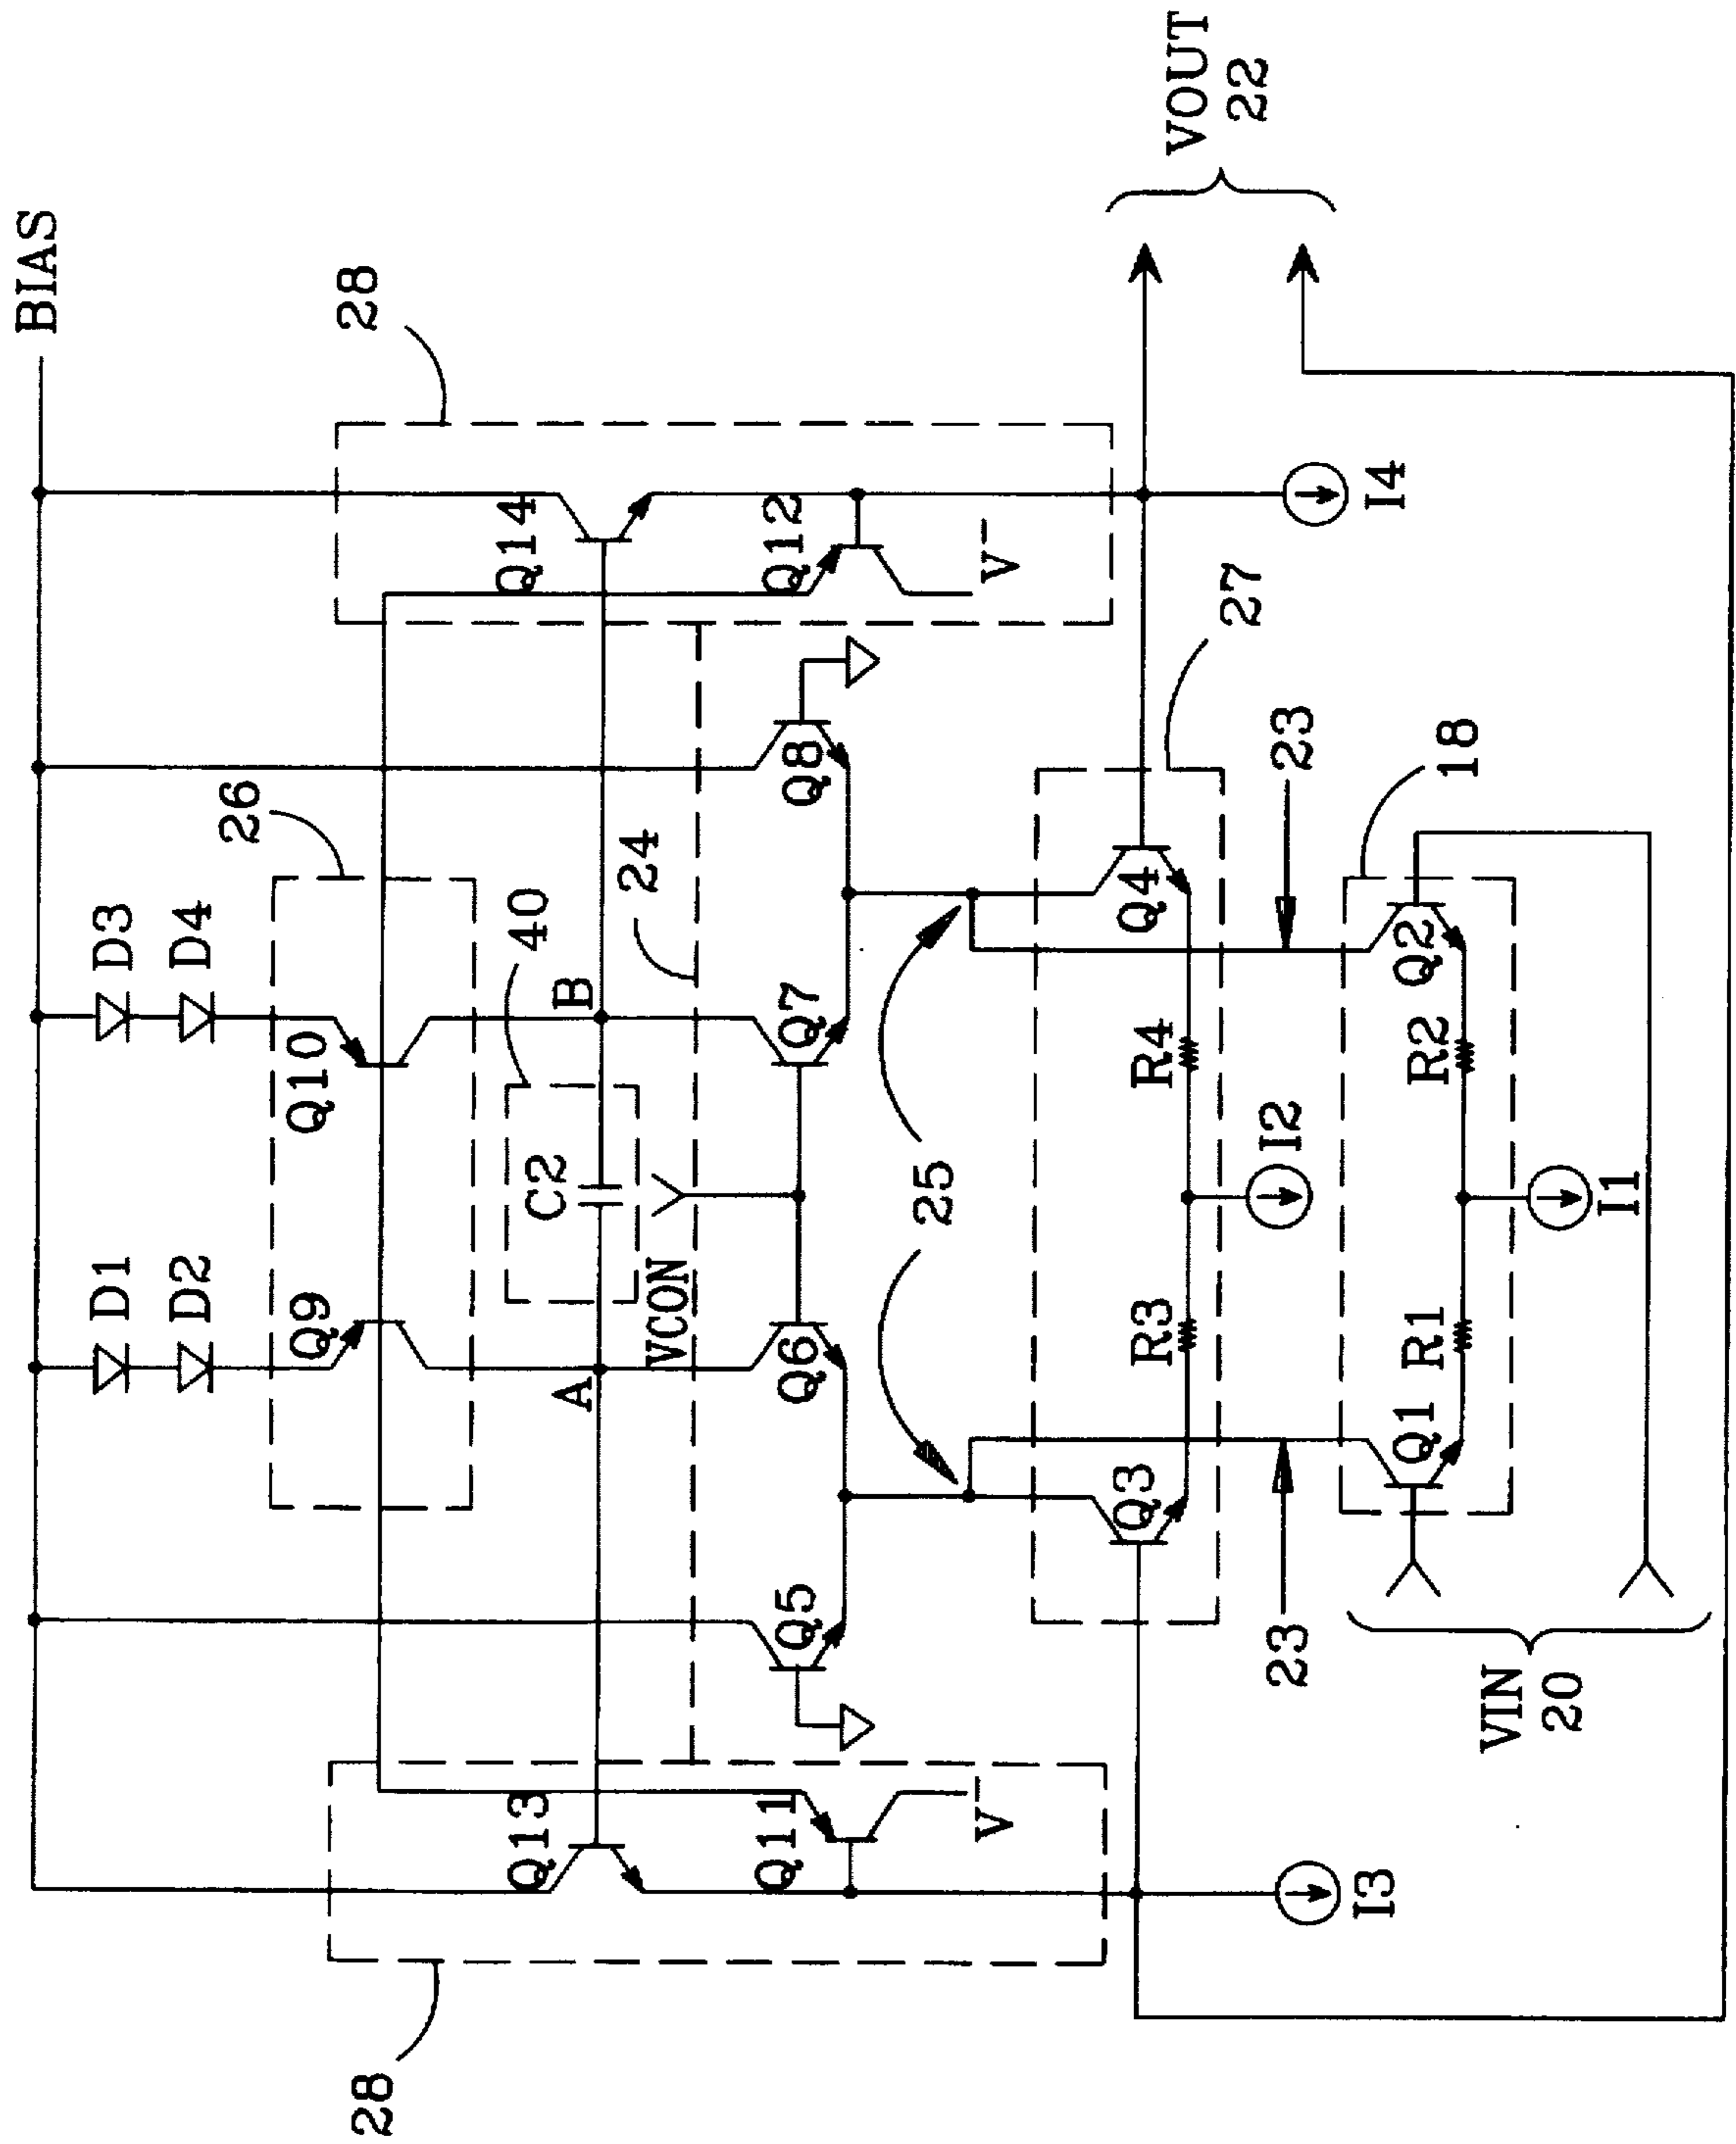 BIAS
D1
D2
D3
D4
26
28
28
Q9
Q10
40
C2
A
B
Q13
Q14
24
VCON
Q11
Q12
V-
V-
Q5
Q6
Q7
Q8
25
27
Q3
Q4
R3
R4
I2
23
23
I3
I4
VOUT
22
18
Q1
Q2
R1
R2
I1
VIN
20